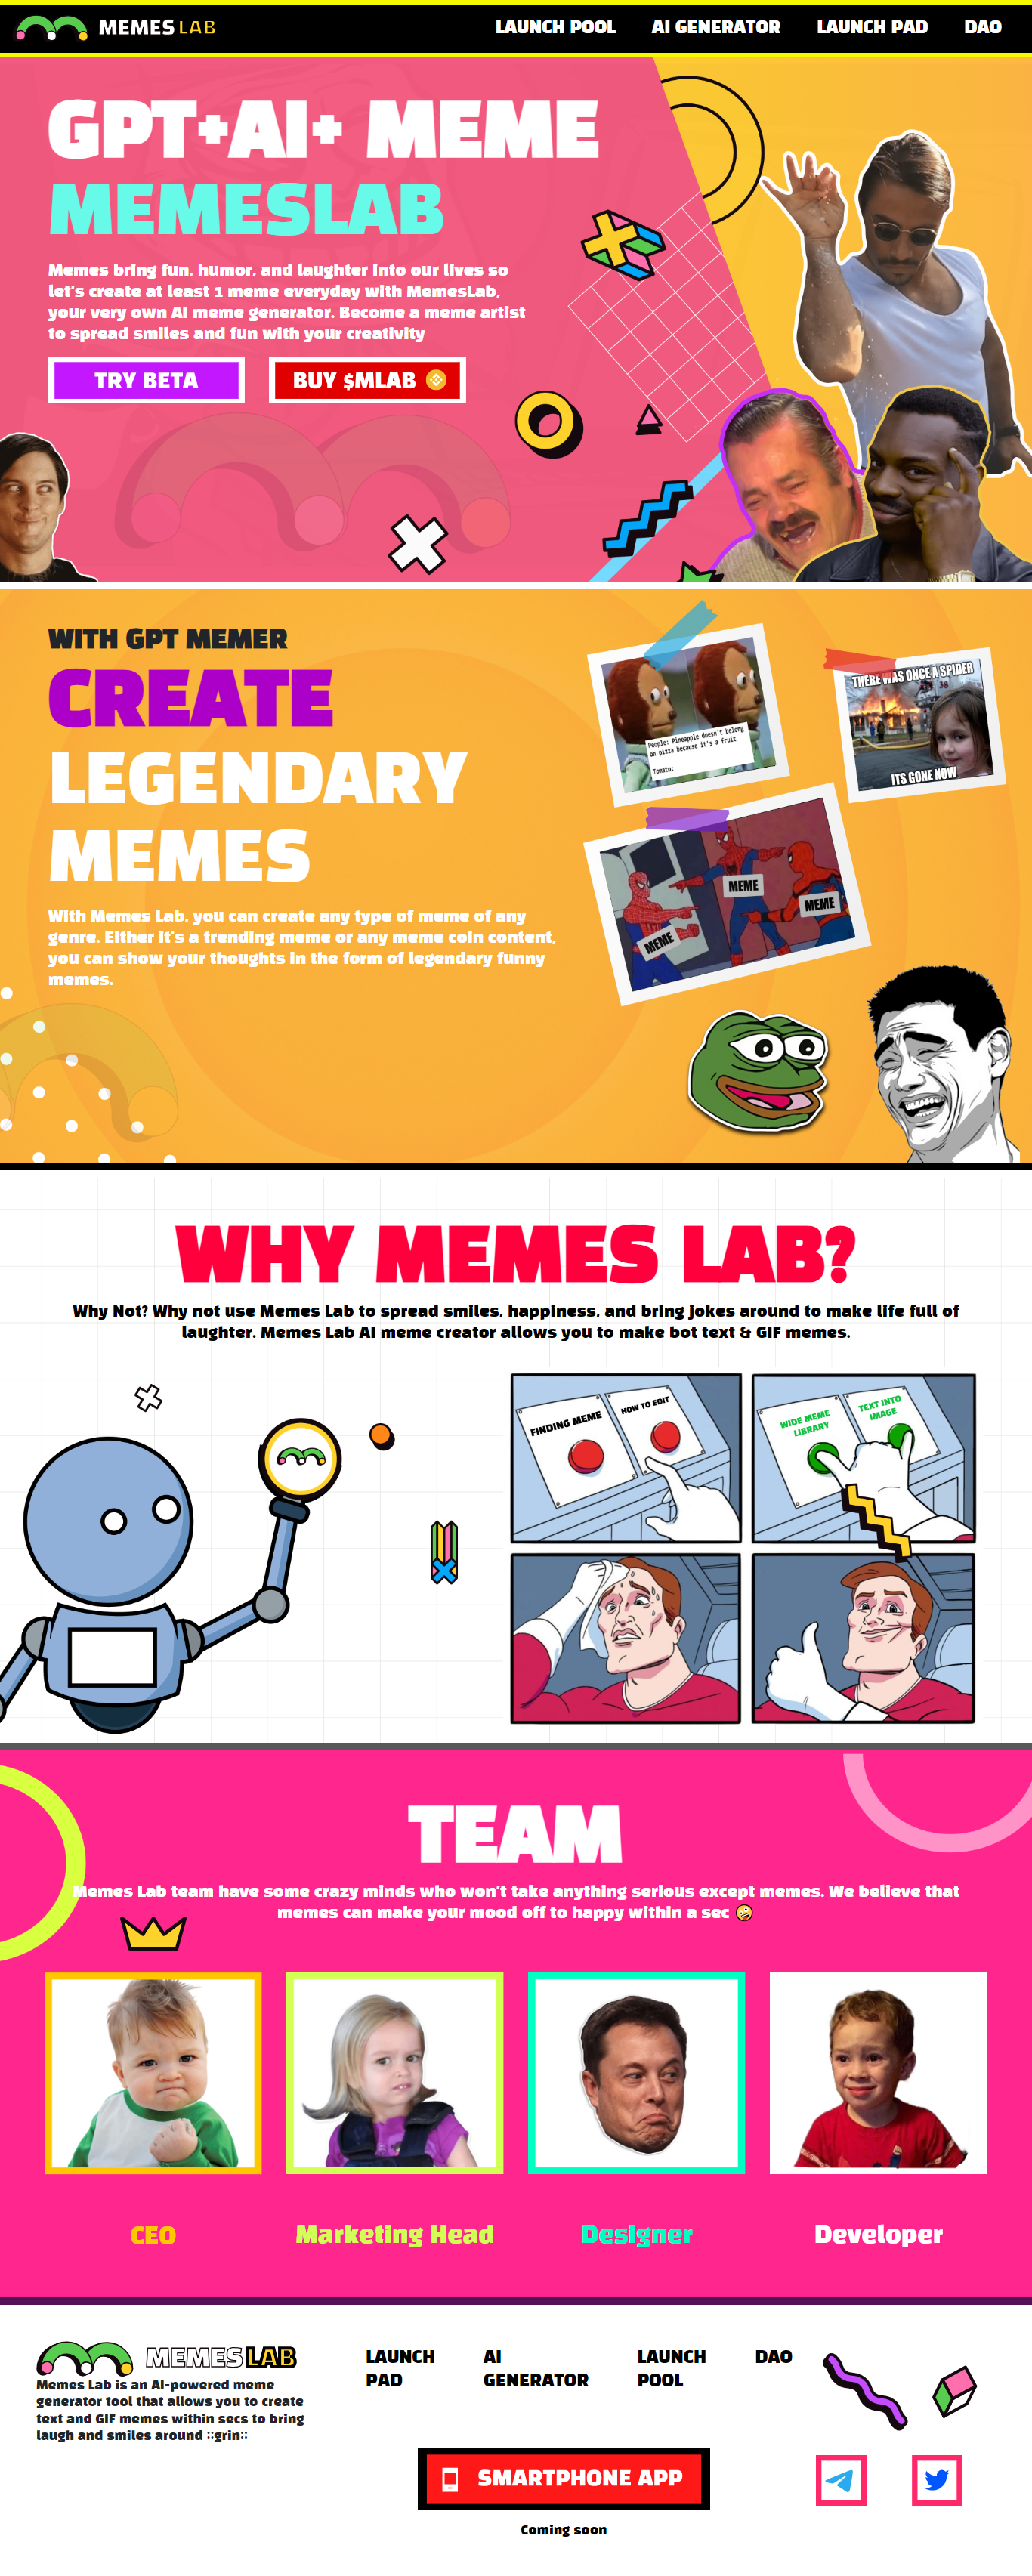 MEMES LAB
LAUNCH POOL
AI GENERATOR
LAUNCH PAD
DAO
GPT+AI+ MEME
MEMESLAB
Memes bring fun, humor, and laughter into our lives so
let's create at least 1 meme everyday with MemesLab,
your very own AI meme generator. Become a meme artist
to spread smiles and fun with your creativity
TRY BETA
BUY $MLAB
WITH GPT MEMER
CREATE
LEGENDARY
MEMES
With Memes Lab, you can create any type of meme of any
genre. Either it's a trending meme or any meme coin content,
you can show your thoughts in the form of legendary funny
memes.
People: Pineapple doesn't belong
on pizza because it's a fruit
Tomato:
THERE WAS ONCE A SPIDER
ITS GONE NOW
MEME
MEME
MEME
WHY MEMES LAB?
Why Not? Why not use Memes Lab to spread smiles, happiness, and bring jokes around to make life full of
laughter. Memes Lab AI meme creator allows you to make bot text & GIF memes.
FINDING MEME
HOW TO EDIT
WIDE MEME
LIBRARY
TEXT INTO
IMAGE
TEAM
Memes Lab team have some crazy minds who won't take anything serious except memes. We believe that
memes can make your mood off to happy within a sec 🤪
CEO
Marketing Head
Designer
Developer
MEMES LAB
Memes Lab is an AI-powered meme
generator tool that allows you to create
text and GIF memes within secs to bring
laugh and smiles around ::grin::
LAUNCH
PAD
AI
GENERATOR
LAUNCH
POOL
DAO
SMARTPHONE APP
Coming soon